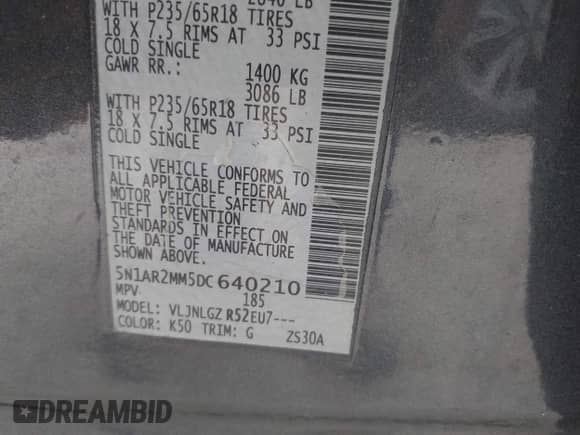 2846 LB
WITH P235/65R18 TIRES
18 X 7.5 RIMS AT 33 PSI
COLD SINGLE
GAWR RR.: 1400 KG
3086 LB
WITH P235/65R18 TIRES
18 X 7.5 RIMS AT 33 PSI
COLD SINGLE
THIS VEHICLE CONFORMS TO
ALL APPLICABLE FEDERAL
MOTOR VEHICLE SAFETY AND
THEFT PREVENTION
STANDARDS IN EFFECT ON
THE DATE OF MANUFACTURE
SHOWN ABOVE.
5N1AR2MM5DC640210
MPV 185
MODEL: VLJNLGZ R52EU7---
COLOR: K50 TRIM: G ZS30A
DREAMBID